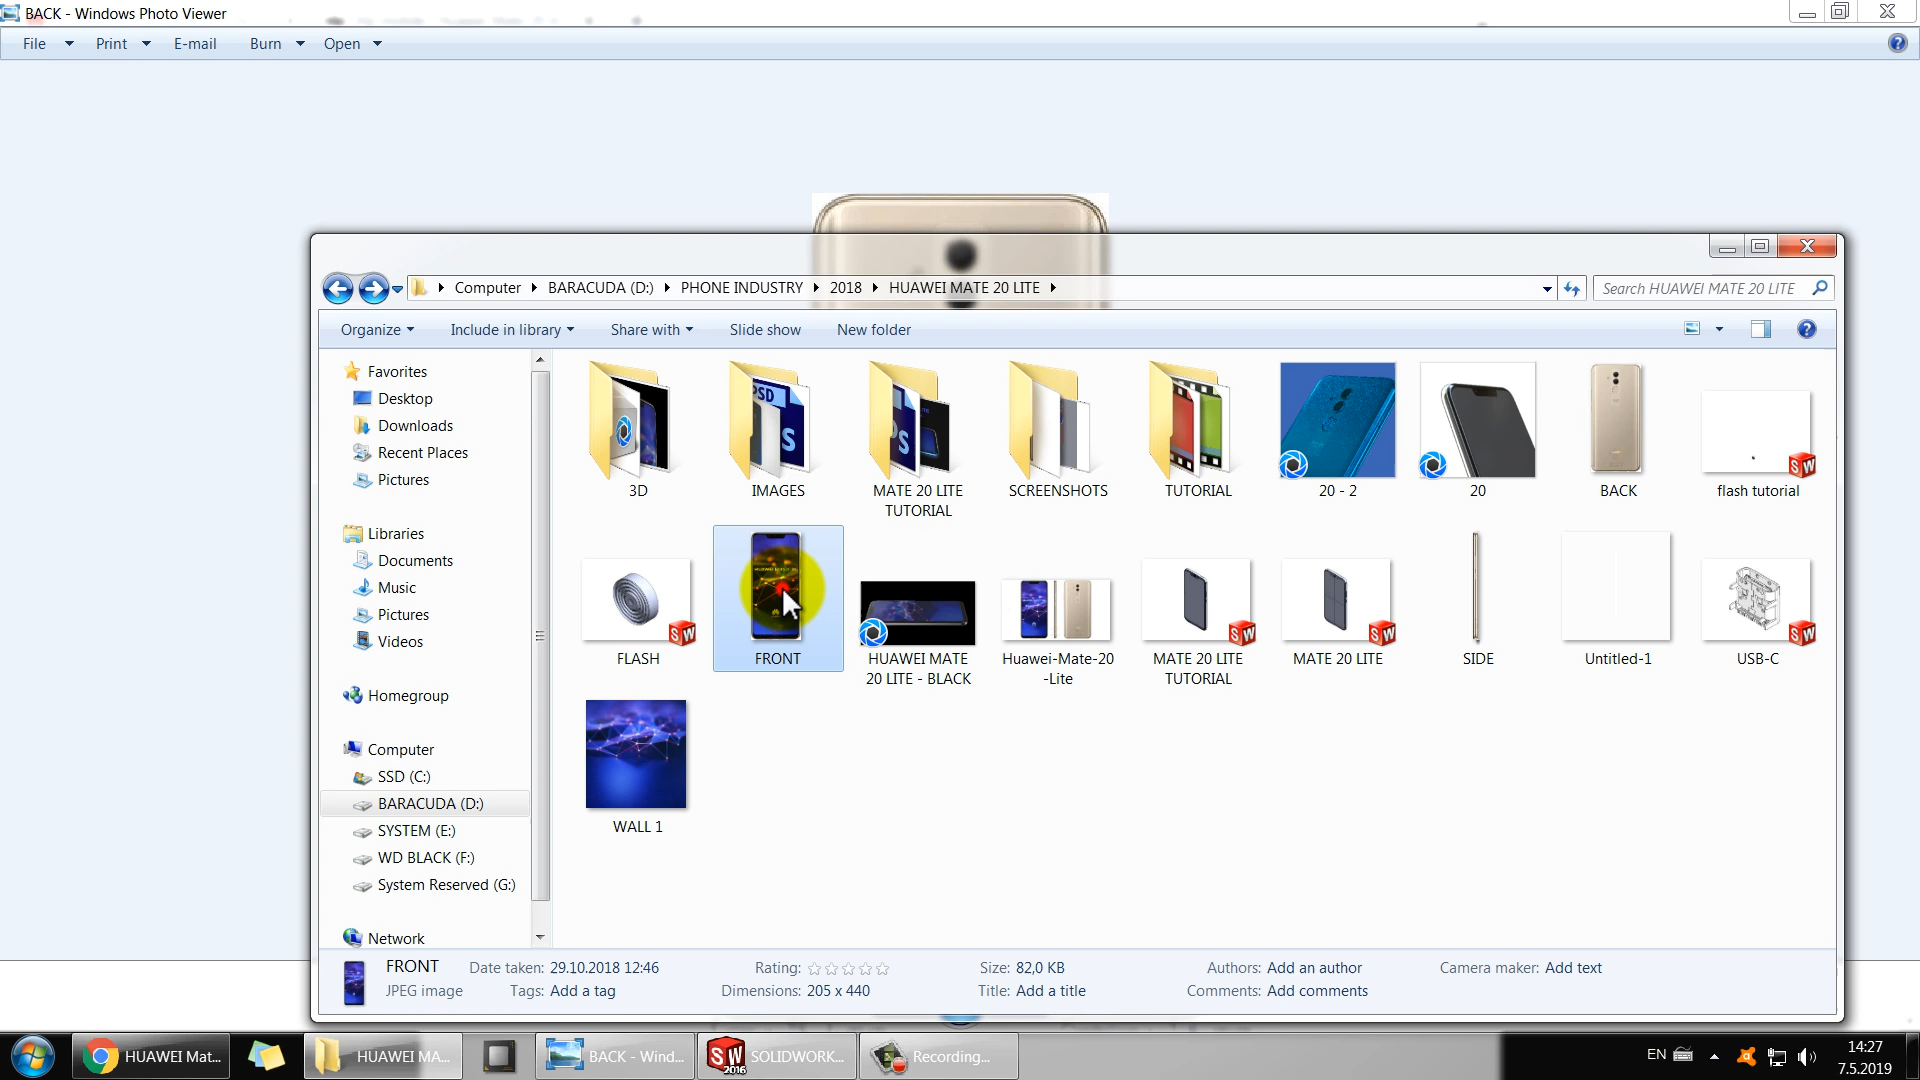 BACK - Windows Photo Viewer
File Print E-mail Burn Open
Computer BARACUDA (D:) PHONE INDUSTRY 2018 HUAWEI MATE 20 LITE
Search HUAWEI MATE 20 LITE
Organize Include in library Share with Slide show New folder
Favorites
Desktop
Downloads
Recent Places
Pictures
Libraries
Documents
Music
Pictures
Videos
Homegroup
Computer
SSD (C:)
BARACUDA (D:)
SYSTEM (E:)
WD BLACK (F:)
System Reserved (G:)
Network
3D
IMAGES
MATE 20 LITE
TUTORIAL
SCREENSHOTS
TUTORIAL
20 - 2
20
BACK
flash tutorial
FLASH
FRONT
HUAWEI MATE
20 LITE - BLACK
Huawei-Mate-20
-Lite
MATE 20 LITE
TUTORIAL
MATE 20 LITE
SIDE
Untitled-1
USB-C
WALL 1
FRONT Date taken: 29.10.2018 12:46 Rating: Size: 82,0 KB Authors: Add an author Camera maker: Add text
JPEG image Tags: Add a tag Dimensions: 205 x 440 Title: Add a title Comments: Add comments
HUAWEI Mat... HUAWEI MA... BACK - Wind... SOLIDWORK... Recording...
EN
14:27
7.5.2019